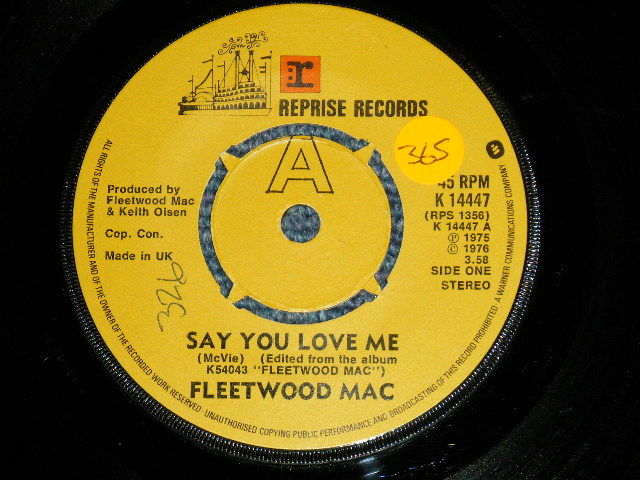 r
REPRISE RECORDS
A
365
45 RPM
K 14447
(RPS 1356)
K 14447 A
Ⓟ 1975
© 1976
3.58
SIDE ONE
STEREO
Produced by
Fleetwood Mac
& Keith Olsen
Cop. Con.
Made in UK
326
SAY YOU LOVE ME
(McVie) (Edited from the album
K54043 "FLEETWOOD MAC")
FLEETWOOD MAC
ALL RIGHTS OF THE MANUFACTURER AND OF THE OWNER OF THE RECORDED WORK RESERVED. UNAUTHORISED COPYING PUBLIC PERFORMANCE AND BROADCASTING OF THIS RECORD PROHIBITED. A WARNER COMMUNICATIONS COMPANY